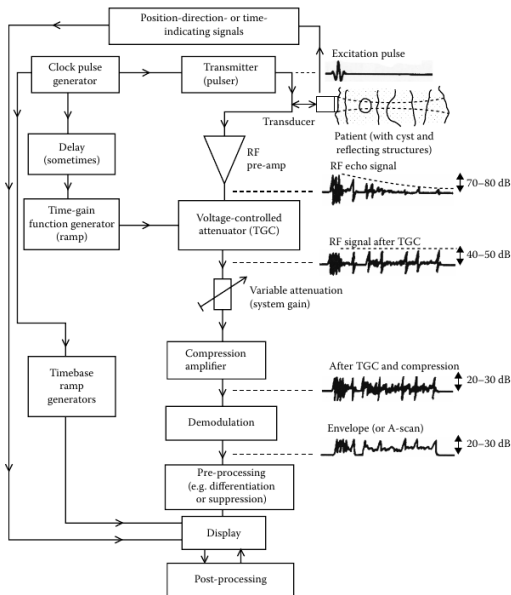 Position-direction- or time-
indicating signals
Excitation pulse
Clock pulse
generator
Transmitter
(pulser)
Transducer
Patient (with cyst and
reflecting structures)
Delay
(sometimes)
RF
pre-amp
RF echo signal
70–80 dB
Time-gain
function generator
(ramp)
Voltage-controlled
attenuator (TGC)
RF signal after TGC
40–50 dB
Variable attenuation
(system gain)
Compression
amplifier
Timebase
ramp
generators
After TGC and compression
20–30 dB
Demodulation
Envelope (or A-scan)
20–30 dB
Pre-processing
(e.g. differentiation
or suppression)
Display
Post-processing